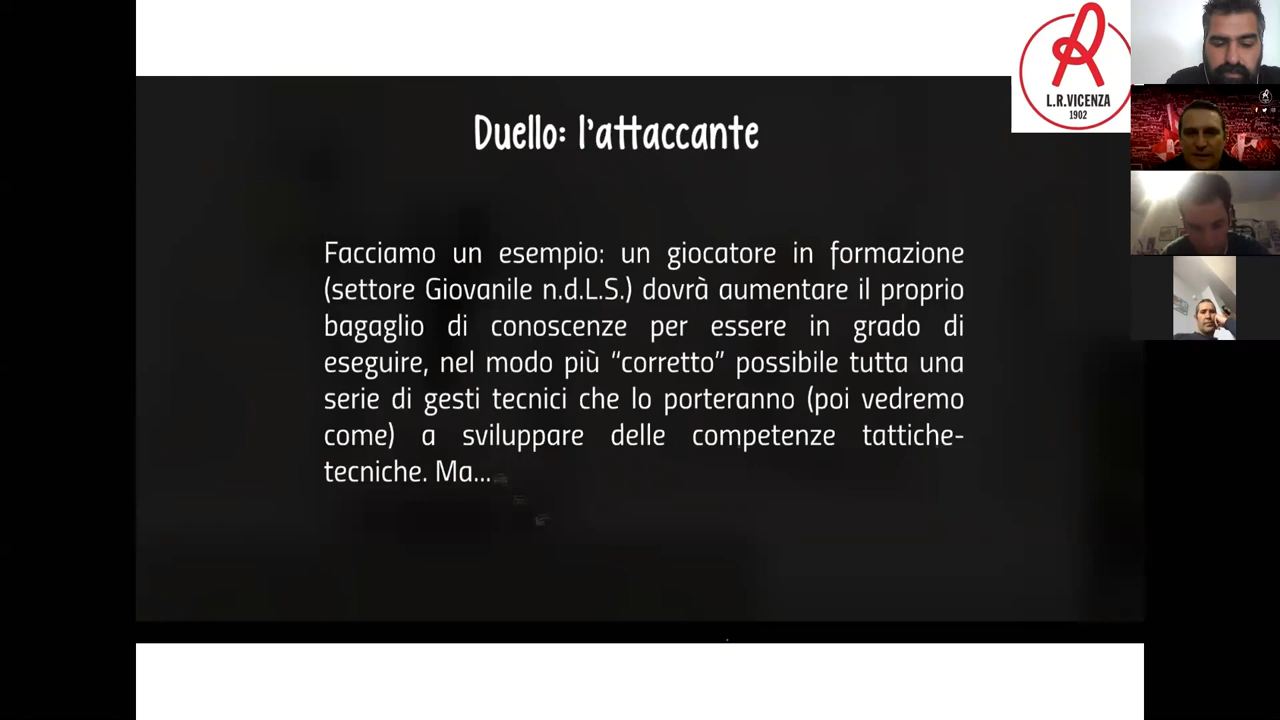 L.R.VICENZA
1902
Duello: l'attaccante
Facciamo un esempio: un giocatore in formazione
(settore Giovanile n.d.L.S.) dovrà aumentare il proprio
bagaglio di conoscenze per essere in grado di
eseguire, nel modo più “corretto” possibile tutta una
serie di gesti tecnici che lo porteranno (poi vedremo
come) a sviluppare delle competenze tattiche-
tecniche. Ma...